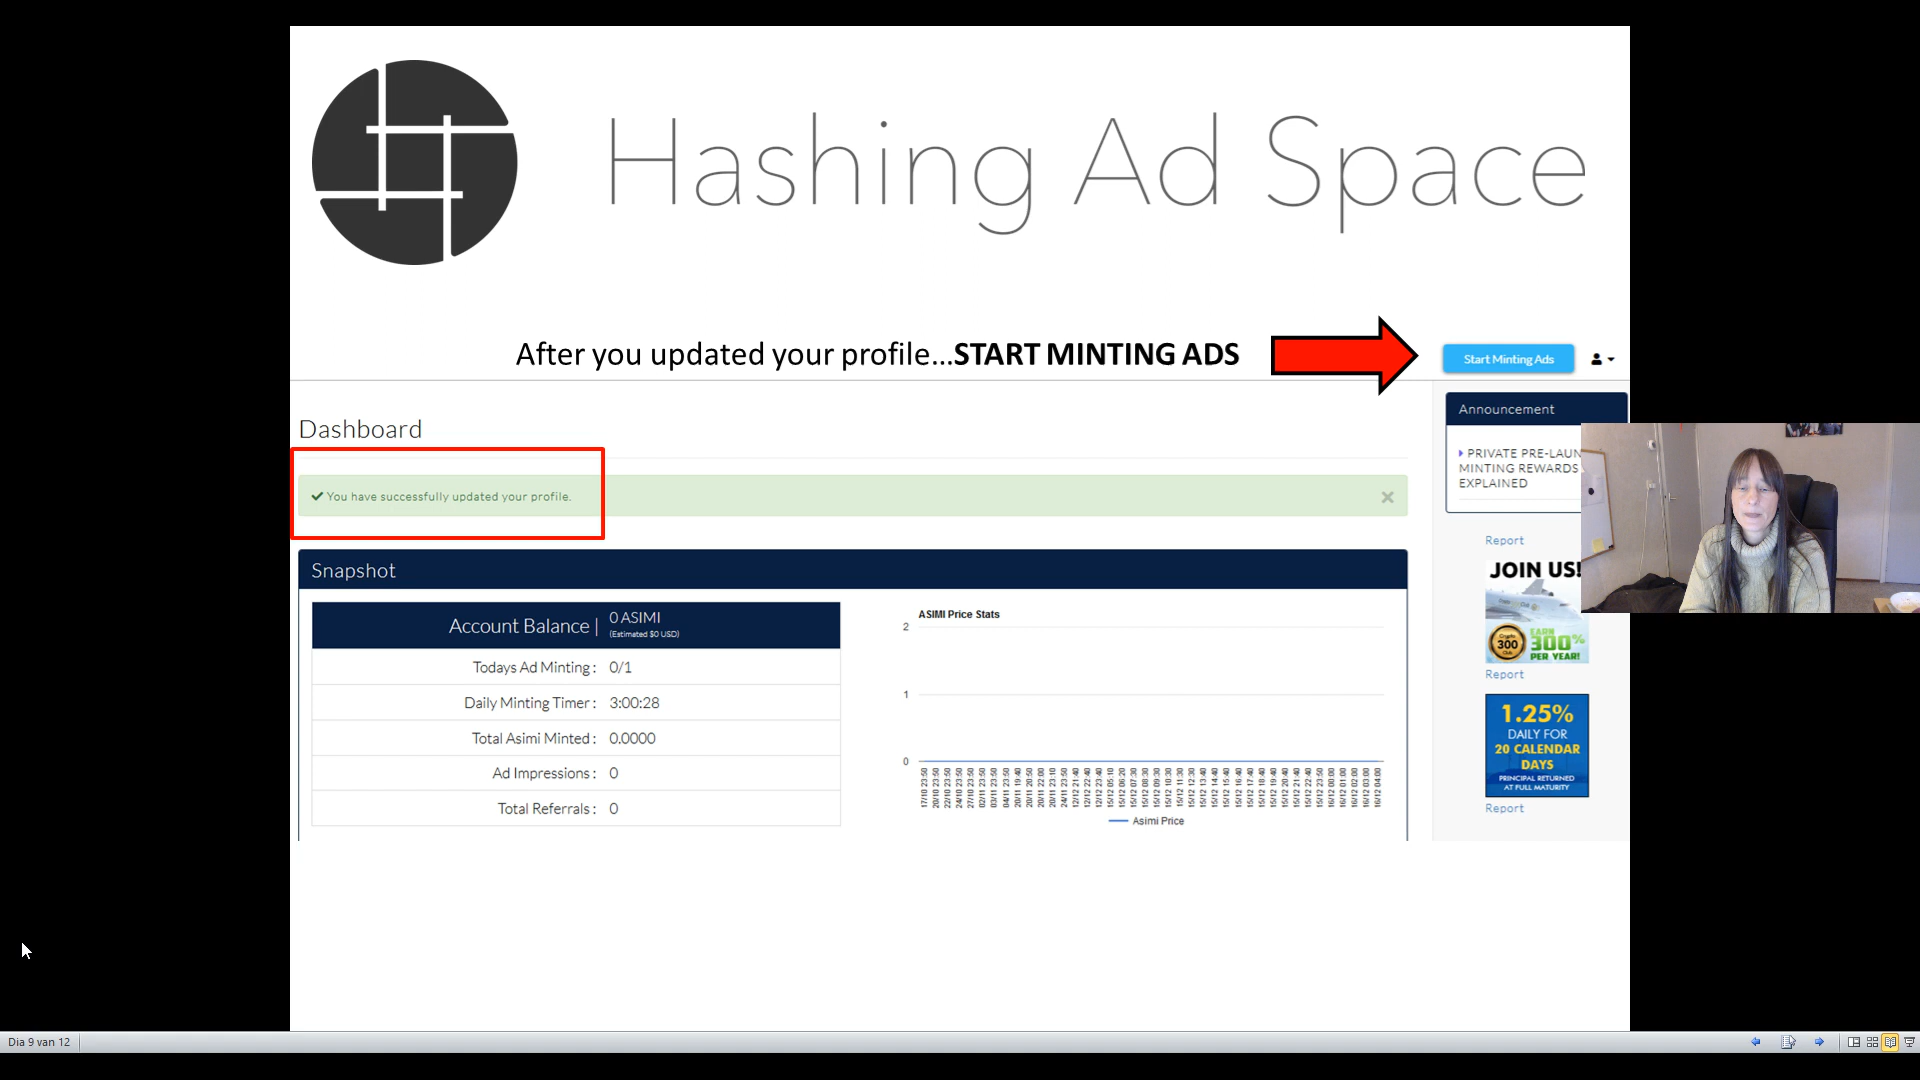 Hashing Ad Space
After you updated your profile...START MINTING ADS
Start Minting Ads
Dashboard
You have successfully updated your profile.
Snapshot
Account Balance | 0 ASIMI
(Estimated $0 USD)
Todays Ad Minting : 0/1
Daily Minting Timer : 3:00:28
Total Asimi Minted : 0.0000
Ad Impressions : 0
Total Referrals : 0
ASIMI Price Stats
2
1
0
Asimi Price
Announcement
PRIVATE PRE-LAUN
MINTING REWARDS
EXPLAINED
Report
JOIN US!
Crypto
300
Club
EARN
300%
PER YEAR!
Report
1.25%
DAILY FOR
20 CALENDAR
DAYS
PRINCIPAL RETURNED
AT FULL MATURITY
Report
Dia 9 van 12